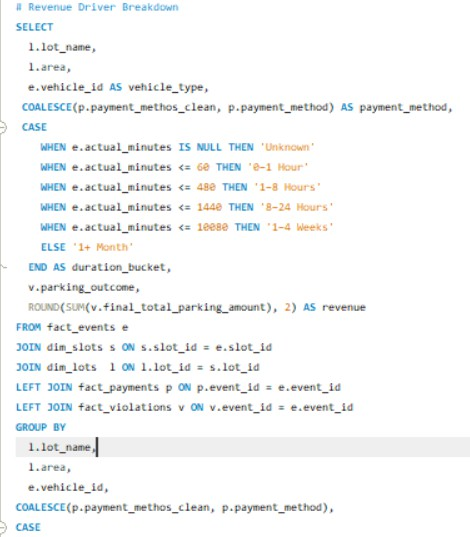 # Revenue Driver Breakdown
SELECT
l.lot_name,
l.area,
e.vehicle_id AS vehicle_type,
COALESCE(p.payment_methos_clean, p.payment_method) AS payment_method,
CASE
WHEN e.actual_minutes IS NULL THEN 'Unknown'
WHEN e.actual_minutes <= 60 THEN '0-1 Hour'
WHEN e.actual_minutes <= 480 THEN '1-8 Hours'
WHEN e.actual_minutes <= 1440 THEN '8-24 Hours'
WHEN e.actual_minutes <= 10080 THEN '1-4 Weeks'
ELSE '1+ Month'
END AS duration_bucket,
v.parking_outcome,
ROUND(SUM(v.final_total_parking_amount), 2) AS revenue
FROM fact_events e
JOIN dim_slots s ON s.slot_id = e.slot_id
JOIN dim_lots l ON l.lot_id = s.lot_id
LEFT JOIN fact_payments p ON p.event_id = e.event_id
LEFT JOIN fact_violations v ON v.event_id = e.event_id
GROUP BY
l.lot_name,
l.area,
e.vehicle_id,
COALESCE(p.payment_methos_clean, p.payment_method),
CASE